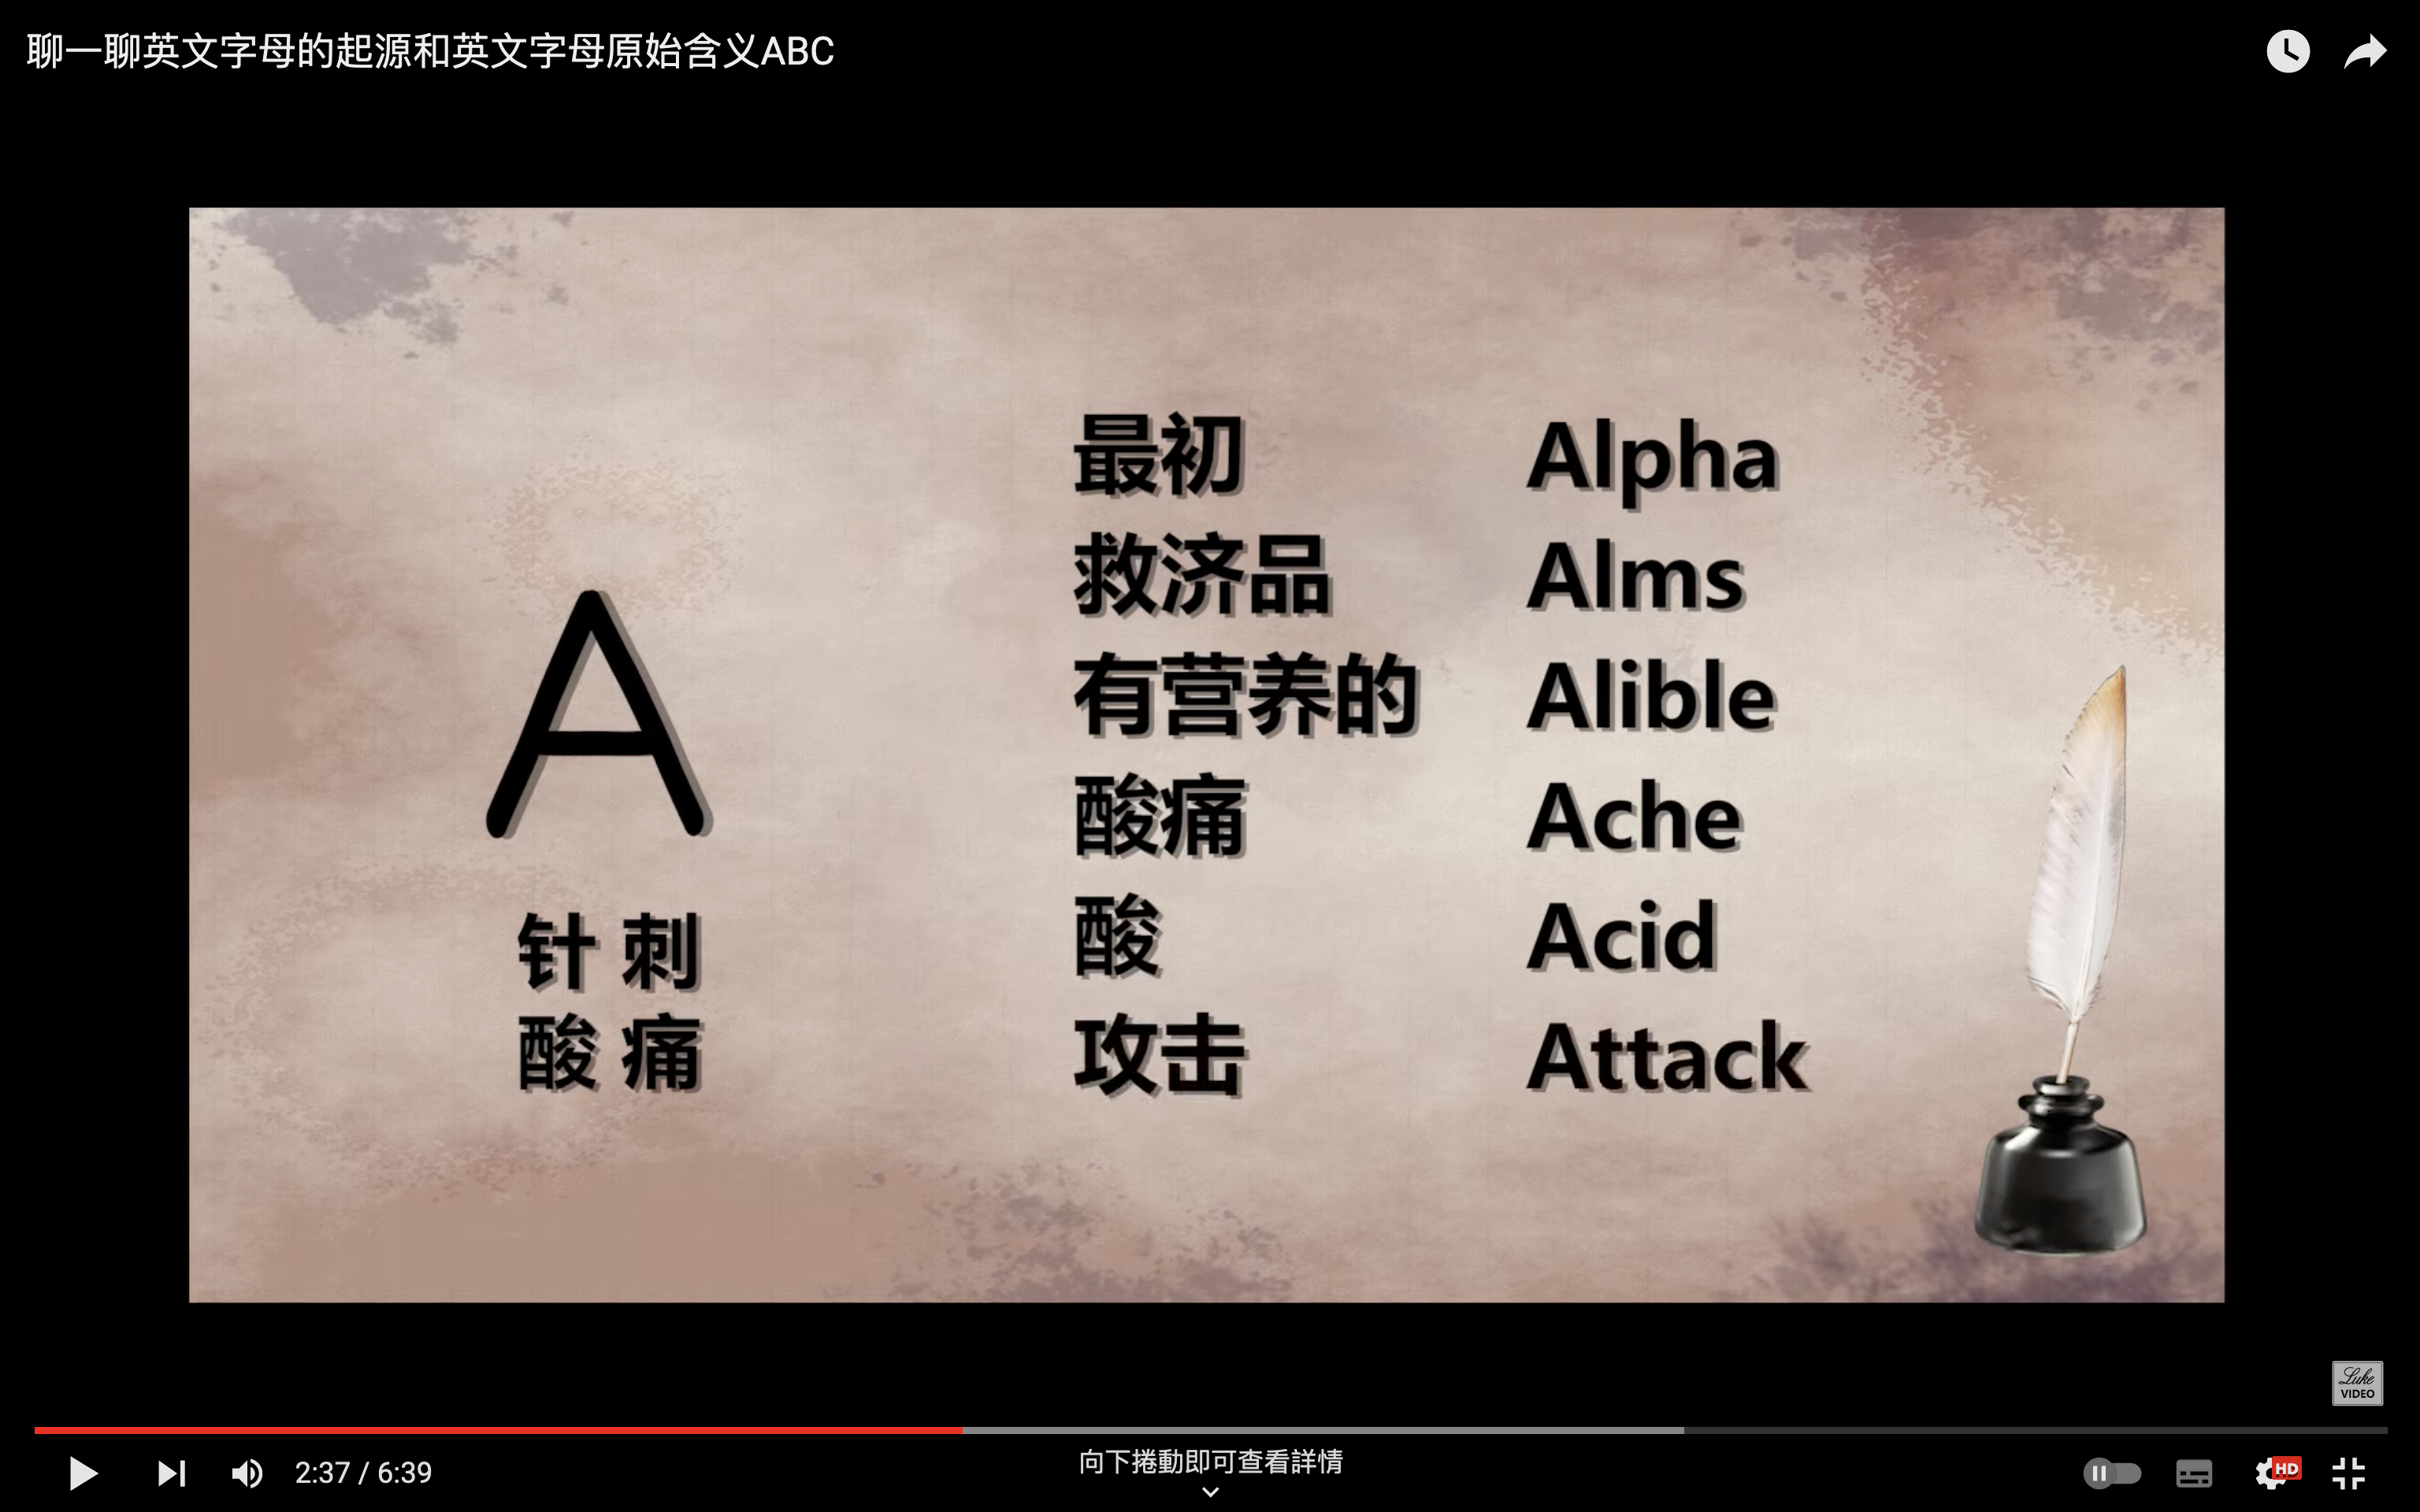 聊一聊英文字母的起源和英文字母原始含义ABC
A
针 刺
酸 痛
最初 Alpha
救济品 Alms
有营养的 Alible
酸痛 Ache
酸 Acid
攻击 Attack
Luke
VIDEO
2:37 / 6:39
向下捲動即可查看詳情
HD